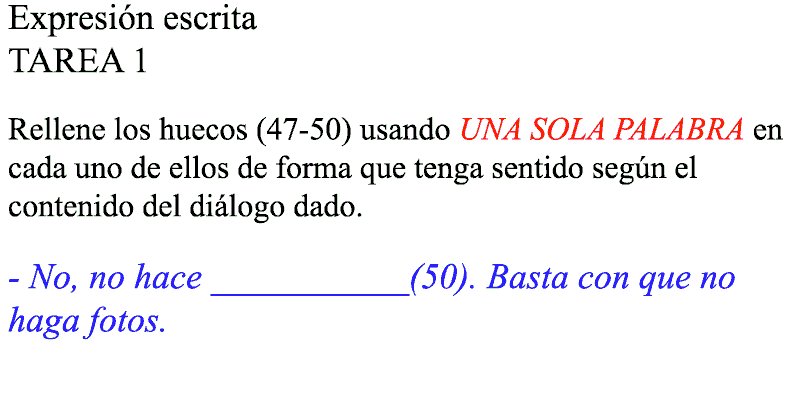 Expresión escrita
TAREA 1
Rellene los huecos (47-50) usando UNA SOLA PALABRA en
cada uno de ellos de forma que tenga sentido según el
contenido del diálogo dado.
- No, no hace ___________(50). Basta con que no
haga fotos.